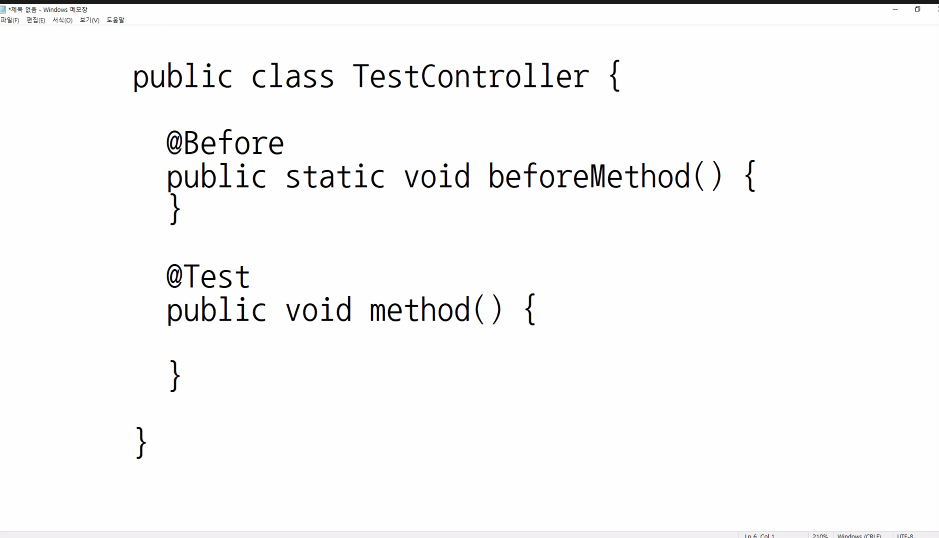 *제목 없음 - Windows 메모장
파일(F) 편집(E) 서식(O) 보기(V) 도움말
public class TestController {
@Before
public static void beforeMethod() {
}
@Test
public void method() {
}
}
Ln 6, Col 1 210% Windows (CRLF) UTF-8